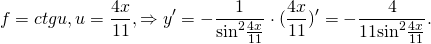 f = ctgu, u = \frac{4x}{11}, \Rightarrow y' = -\frac{1}{\sin^2 \frac{4x}{11}} \cdot (\frac{4x}{11})' = -\frac{4}{11\sin^2 \frac{4x}{11}}.